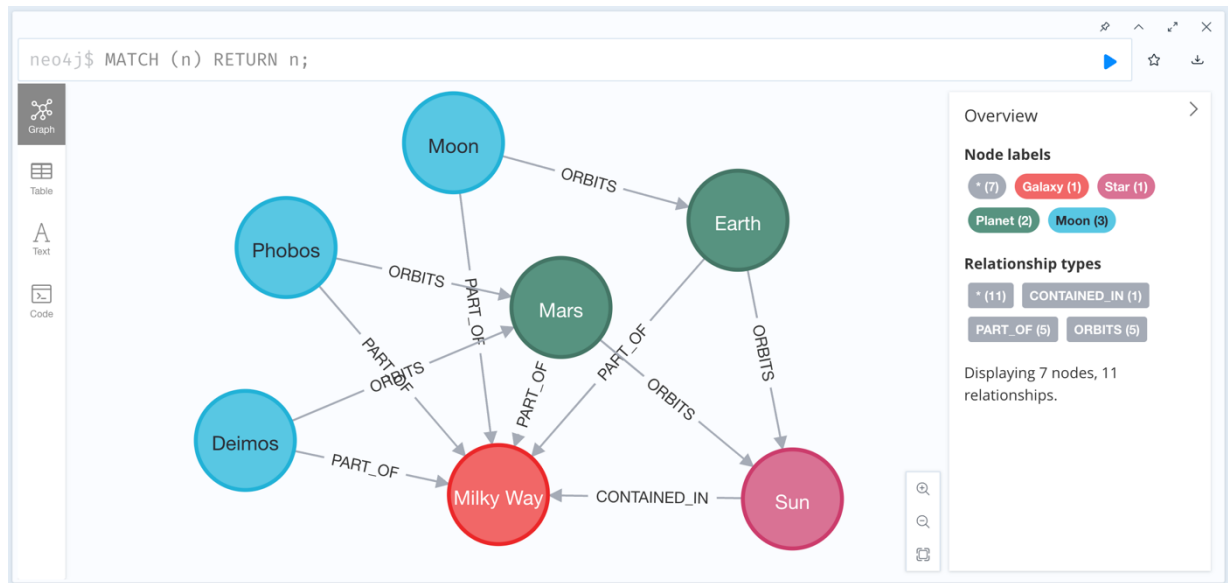 neo4j$ MATCH (n) RETURN n;
Graph
Table
Text
Code
Moon
ORBITS
Earth
Phobos
ORBITS
PART_OF
Mars
PART_OF
ORBITS
PART_OF
PART_OF
ORBITS
ORBITS
Deimos
PART_OF
Milky Way
CONTAINED_IN
Sun
Overview
Node labels
* (7) Galaxy (1) Star (1)
Planet (2) Moon (3)
Relationship types
* (11) CONTAINED_IN (1)
PART_OF (5) ORBITS (5)
Displaying 7 nodes, 11
relationships.